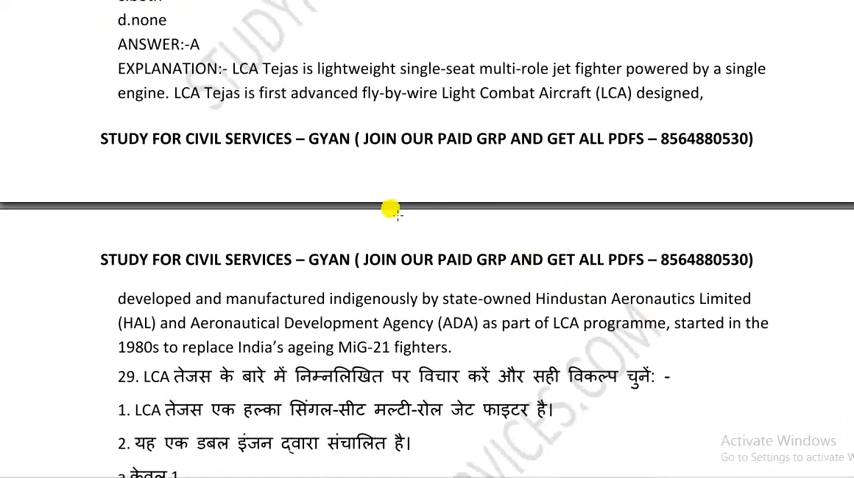 d.none
ANSWER:-A
EXPLANATION:- LCA Tejas is lightweight single-seat multi-role jet fighter powered by a single
engine. LCA Tejas is first advanced fly-by-wire Light Combat Aircraft (LCA) designed,
STUDY FOR CIVIL SERVICES – GYAN ( JOIN OUR PAID GRP AND GET ALL PDFS – 8564880530)
STUDY FOR CIVIL SERVICES – GYAN ( JOIN OUR PAID GRP AND GET ALL PDFS – 8564880530)
developed and manufactured indigenously by state-owned Hindustan Aeronautics Limited
(HAL) and Aeronautical Development Agency (ADA) as part of LCA programme, started in the
1980s to replace India's ageing MiG-21 fighters.
29. LCA तेजस के बारे में निम्नलिखित पर विचार करें और सही विकल्प चुनें: -
1. LCA तेजस एक हल्का सिंगल-सीट मल्टी-रोल जेट फाइटर है।
2. यह एक डबल इंजन द्वारा संचालित है।
a.केवल 1
Activate Windows
Go to Settings to activate W